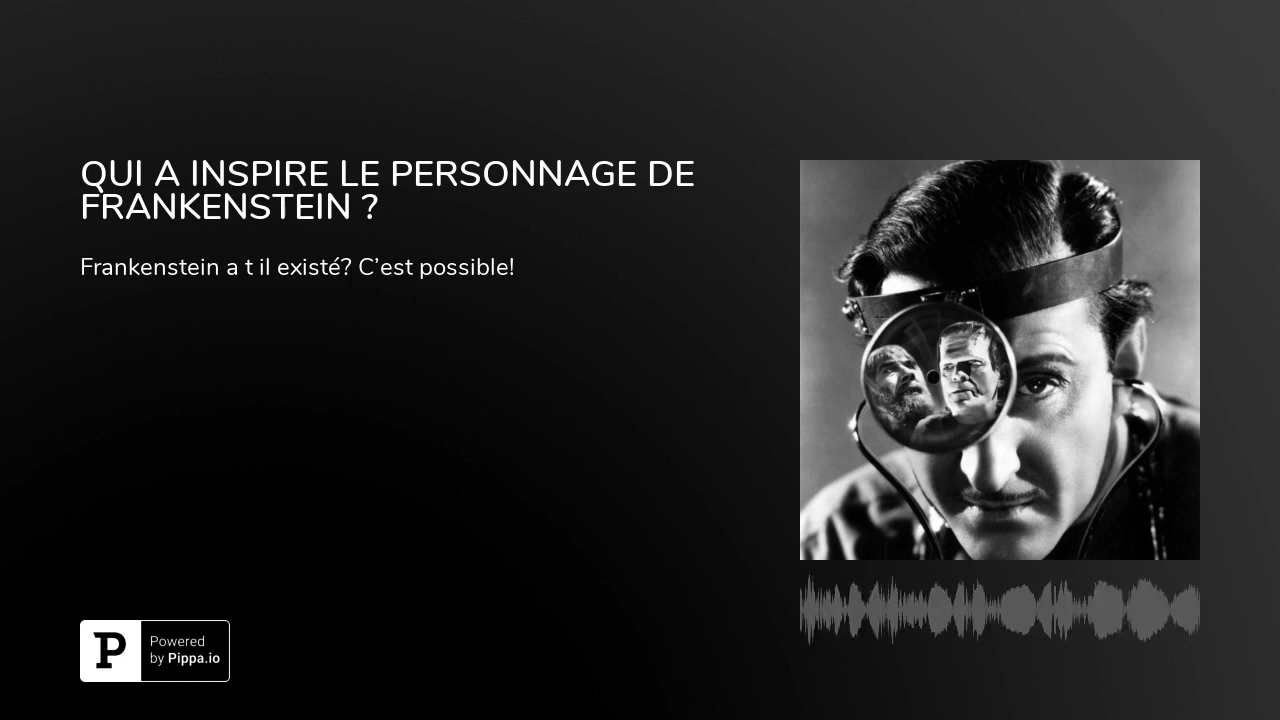 QUI A INSPIRE LE PERSONNAGE DE
FRANKENSTEIN ?
Frankenstein a t il existé? C’est possible!
P
Powered
by Pippa.io